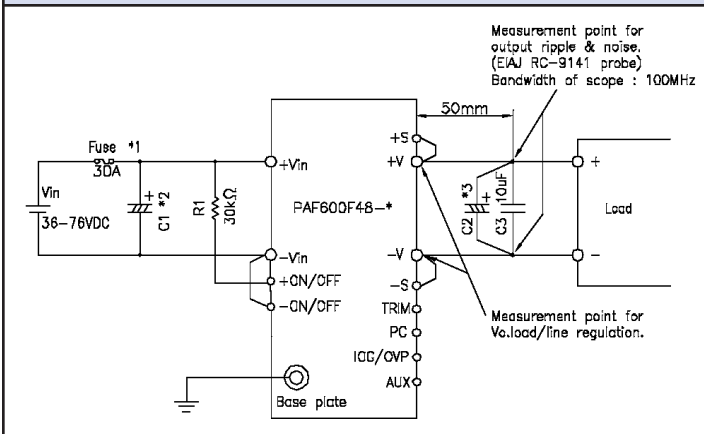 Measurement point for
output ripple & noise.
(EIAJ RC-9141 probe)
Bandwidth of scope : 100MHz
50mm
Fuse *1
30A
+Vin
+S
+V
+
Vin
36-76VDC
+
C1 *2
R1
30kΩ
PAF600F48-*
C2 *3
+
C3 10uF
Load
-Vin
+ON/OFF
-ON/OFF
-V
-
-S
TRIM
PC
IOG/OVP
AUX
Measurement point for
Vo.load/line regulation.
Base plate